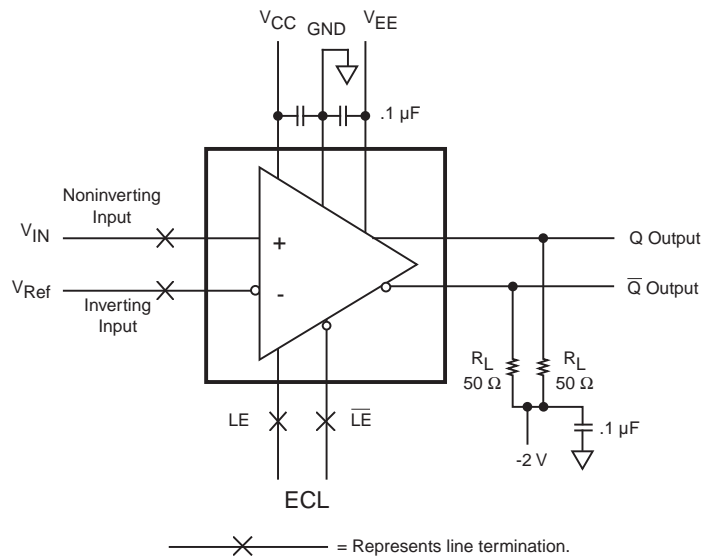 VCC
GND
VEE
.1 µF
Noninverting
Input
VIN
+
Q Output
VRef
-
Q̅ Output
Inverting
Input
RL
50 Ω
RL
50 Ω
LE
L̅E̅
.1 µF
-2 V
ECL
= Represents line termination.